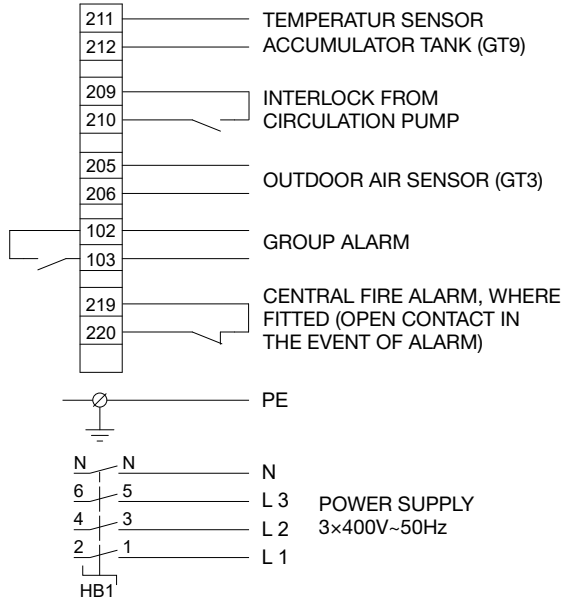 211 TEMPERATUR SENSOR
212 ACCUMULATOR TANK (GT9)
209 INTERLOCK FROM
210 CIRCULATION PUMP
205
206 OUTDOOR AIR SENSOR (GT3)
102
103 GROUP ALARM
219 CENTRAL FIRE ALARM, WHERE
220 FITTED (OPEN CONTACT IN
THE EVENT OF ALARM)
PE
N N N
6 5 L 3 POWER SUPPLY
4 3 L 2 3×400V~50Hz
2 1 L 1
HB1